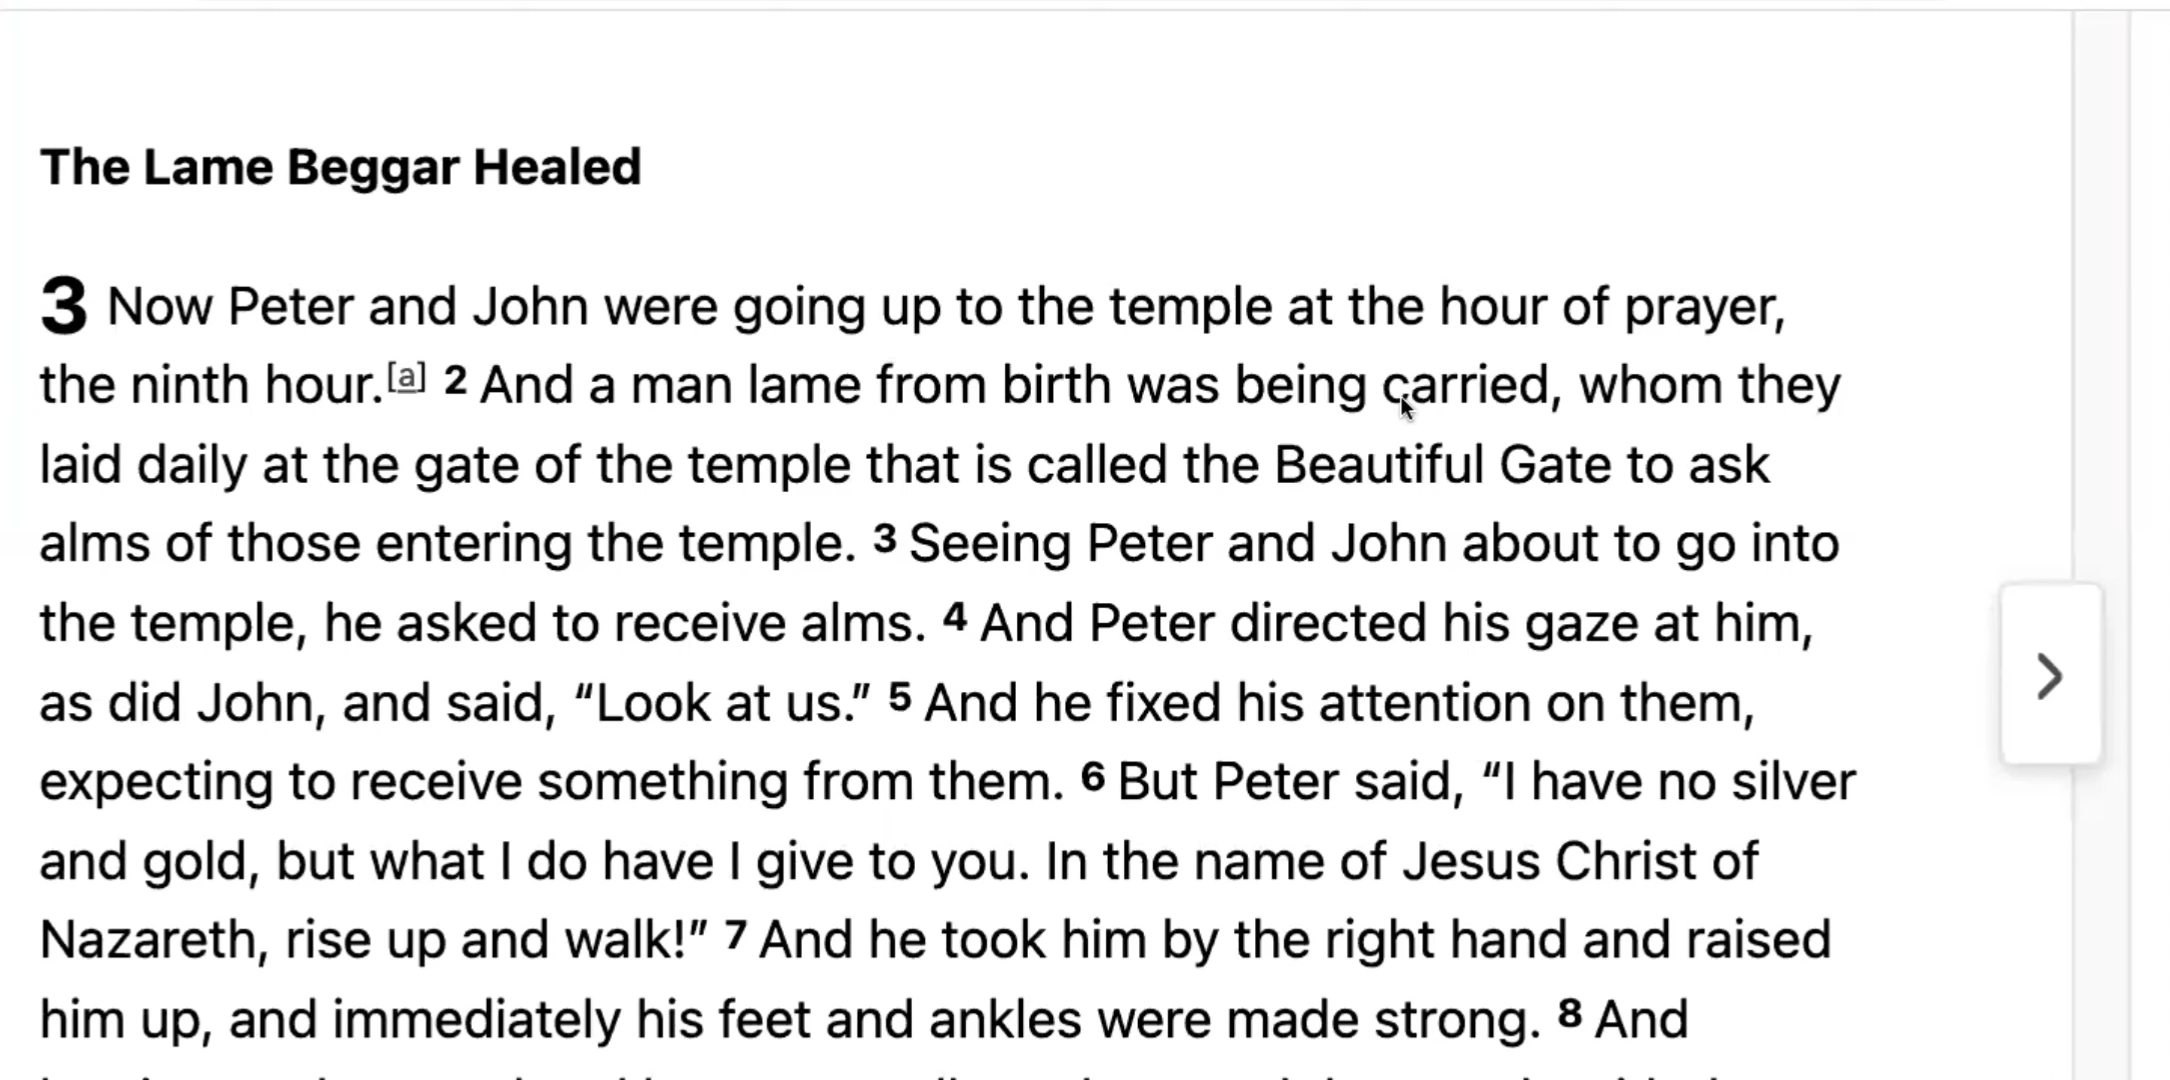 The Lame Beggar Healed
3 Now Peter and John were going up to the temple at the hour of prayer,
the ninth hour.[a] 2 And a man lame from birth was being carried, whom they
laid daily at the gate of the temple that is called the Beautiful Gate to ask
alms of those entering the temple. 3 Seeing Peter and John about to go into
the temple, he asked to receive alms. 4 And Peter directed his gaze at him,
as did John, and said, “Look at us.” 5 And he fixed his attention on them,
expecting to receive something from them. 6 But Peter said, “I have no silver
and gold, but what I do have I give to you. In the name of Jesus Christ of
Nazareth, rise up and walk!” 7 And he took him by the right hand and raised
him up, and immediately his feet and ankles were made strong. 8 And